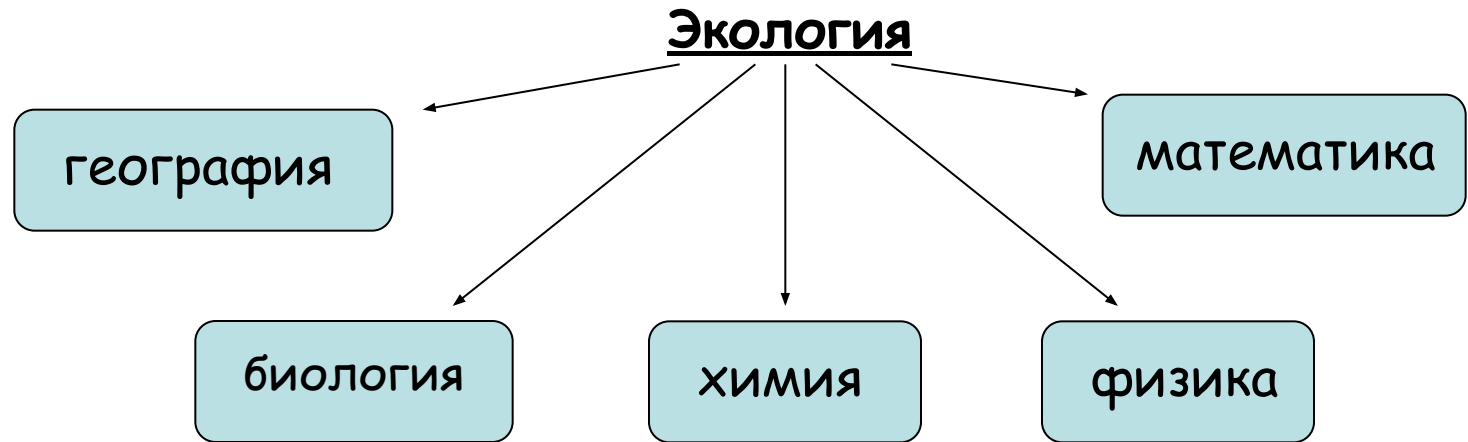 Экология
география
математика
биология
химия
физика